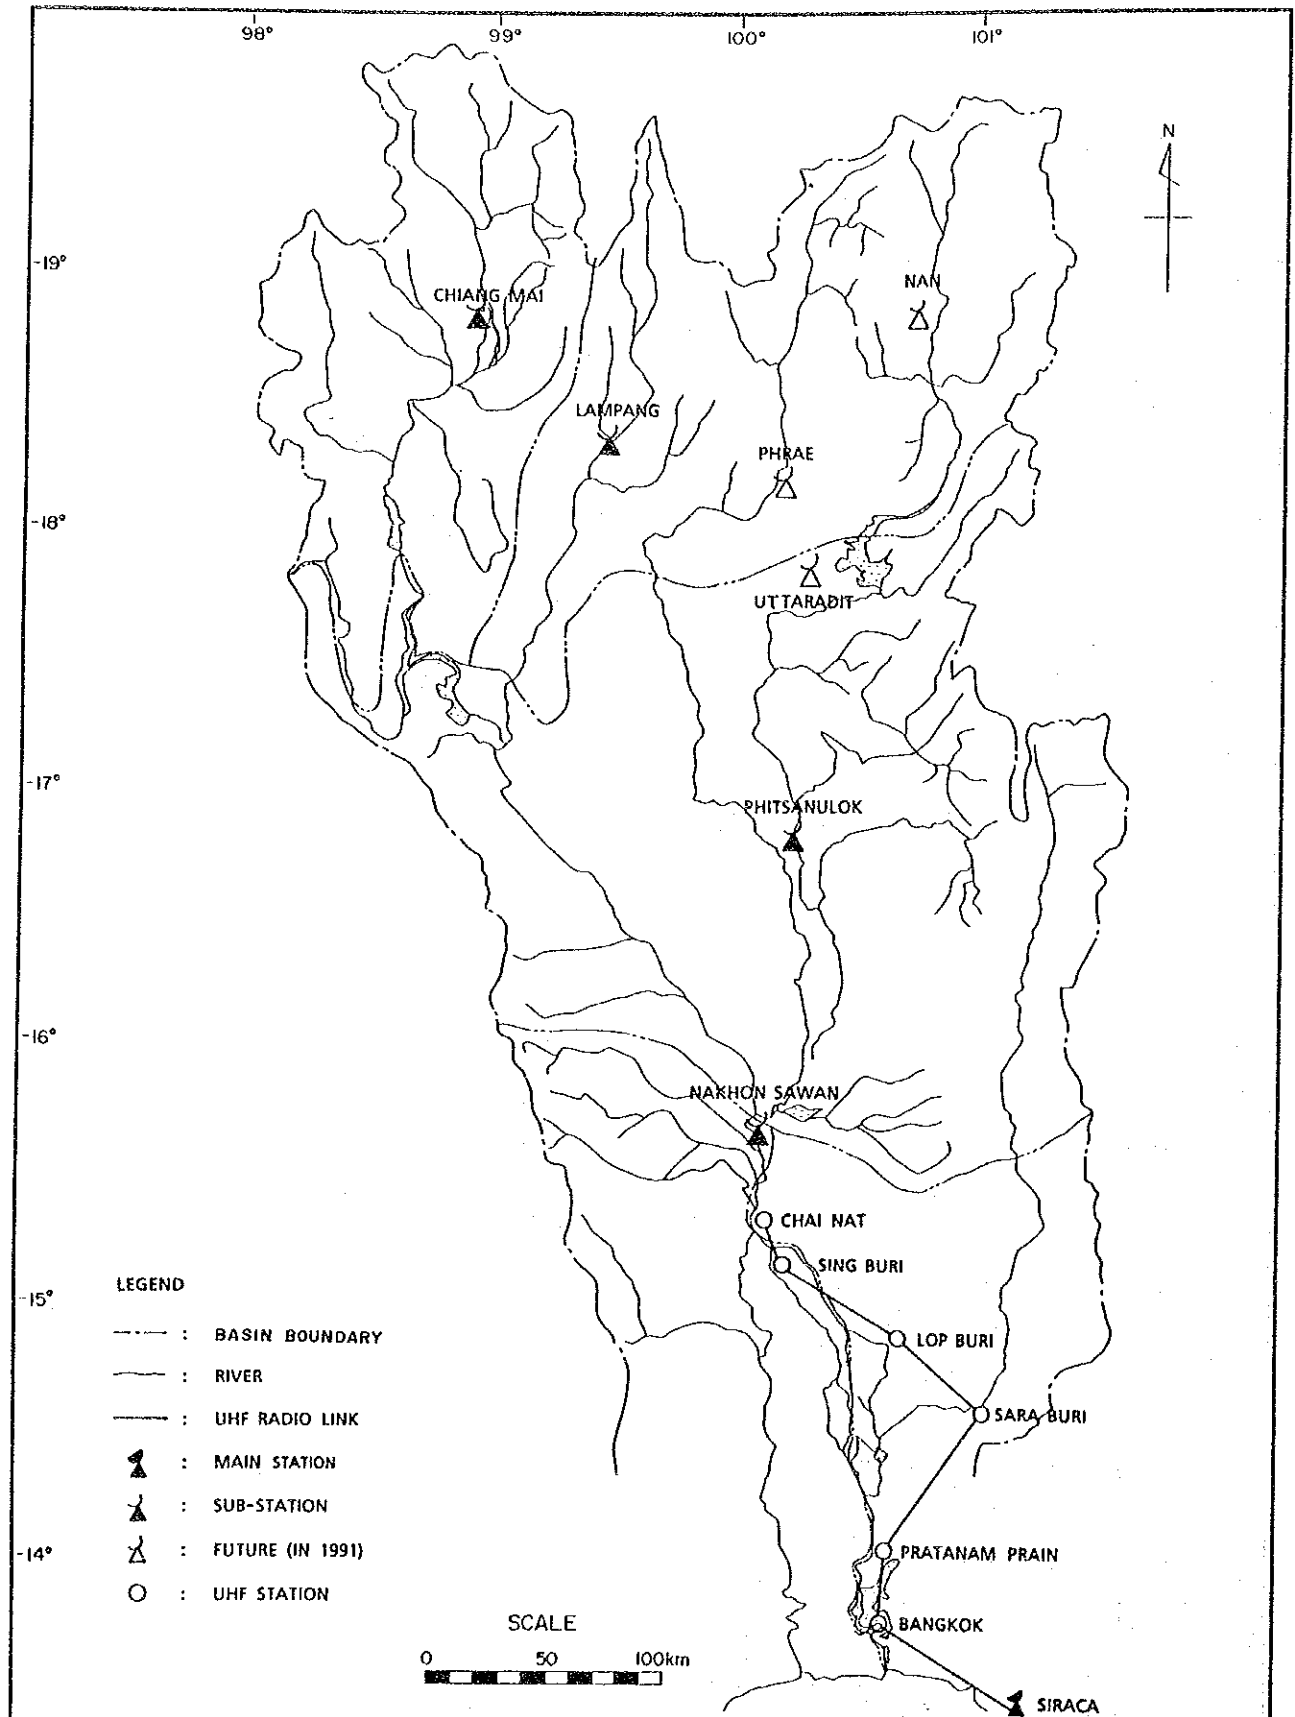 98° 99° 100° 101°
N
-19°
NAN
CHIANG MAI
LAMPANG
PHRAE
-18°
UTTARADIT
-17°
PHITSANULOK
-16°
NAKHON SAWAN
CHAI NAT
SING BURI
LEGEND
-15°
—·— : BASIN BOUNDARY
LOP BURI
: RIVER
: UHF RADIO LINK
SARA BURI
: MAIN STATION
: SUB-STATION
: FUTURE (IN 1991)
-14°
PRATANAM PRAIN
: UHF STATION
SCALE
BANGKOK
0 50 100km
SIRACA